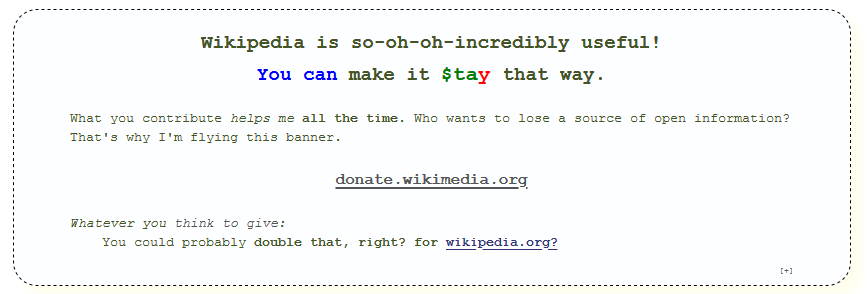 Wikipedia is so-oh-oh-incredibly useful!
You can make it $tay that way.
What you contribute helps me all the time. Who wants to lose a source of open information?
That's why I'm flying this banner.
donate.wikimedia.org
Whatever you think to give:
You could probably double that, right? for wikipedia.org?
[+]